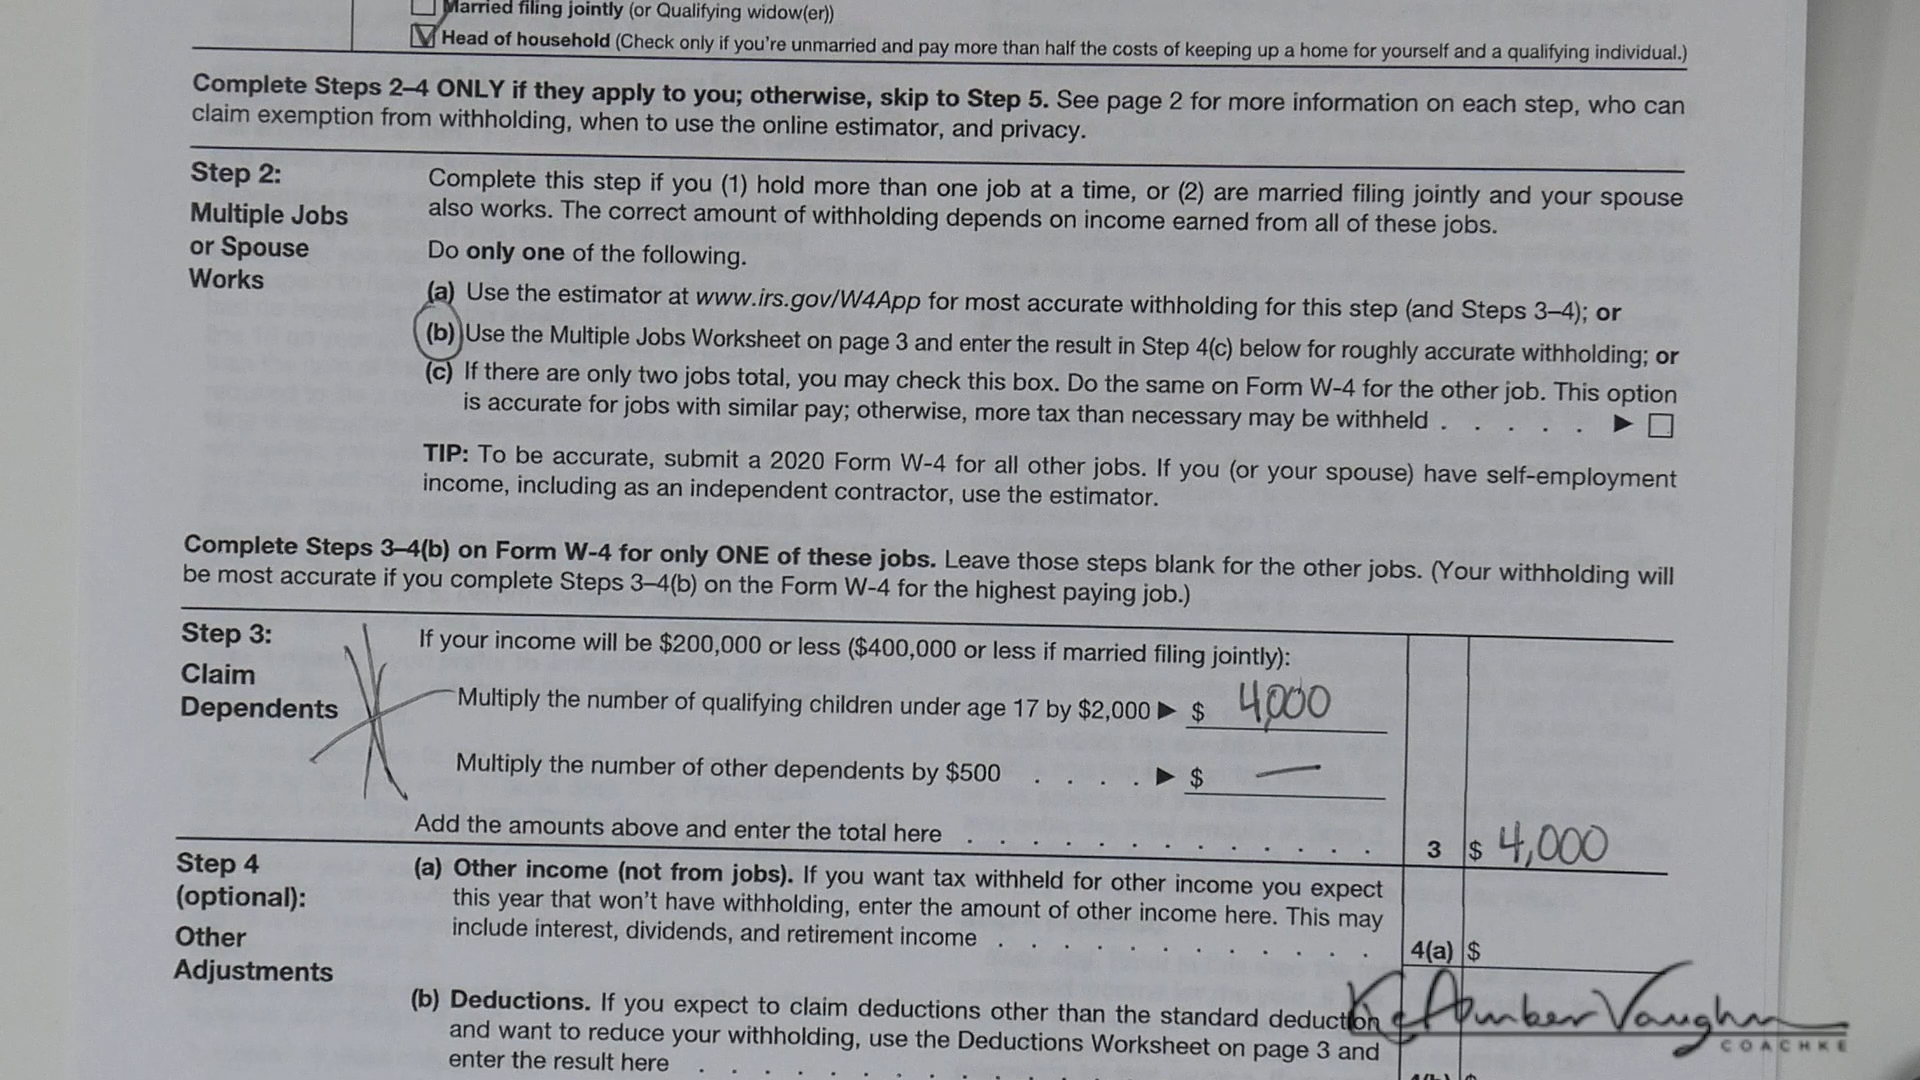 Married filing jointly (or Qualifying widow(er))
Head of household (Check only if you're unmarried and pay more than half the costs of keeping up a home for yourself and a qualifying individual.)
Complete Steps 2–4 ONLY if they apply to you; otherwise, skip to Step 5. See page 2 for more information on each step, who can
claim exemption from withholding, when to use the online estimator, and privacy.
Step 2:
Multiple Jobs
or Spouse
Works
Complete this step if you (1) hold more than one job at a time, or (2) are married filing jointly and your spouse
also works. The correct amount of withholding depends on income earned from all of these jobs.
Do only one of the following.
(a) Use the estimator at www.irs.gov/W4App for most accurate withholding for this step (and Steps 3–4); or
(b) Use the Multiple Jobs Worksheet on page 3 and enter the result in Step 4(c) below for roughly accurate withholding; or
(c) If there are only two jobs total, you may check this box. Do the same on Form W-4 for the other job. This option
is accurate for jobs with similar pay; otherwise, more tax than necessary may be withheld . . . . . ▶
TIP: To be accurate, submit a 2020 Form W-4 for all other jobs. If you (or your spouse) have self-employment
income, including as an independent contractor, use the estimator.
Complete Steps 3–4(b) on Form W-4 for only ONE of these jobs. Leave those steps blank for the other jobs. (Your withholding will
be most accurate if you complete Steps 3–4(b) on the Form W-4 for the highest paying job.)
Step 3:
Claim
Dependents
If your income will be $200,000 or less ($400,000 or less if married filing jointly):
Multiply the number of qualifying children under age 17 by $2,000 ▶ $ 4,000
Multiply the number of other dependents by $500 . . . . ▶ $ —
Add the amounts above and enter the total here . . . . . . . . . . . . . . 3 $ 4,000
Step 4
(optional):
Other
Adjustments
(a) Other income (not from jobs). If you want tax withheld for other income you expect
this year that won't have withholding, enter the amount of other income here. This may
include interest, dividends, and retirement income . . . . . . . . . . . . 4(a) $
(b) Deductions. If you expect to claim deductions other than the standard deduction
and want to reduce your withholding, use the Deductions Worksheet on page 3 and
enter the result here . . . . . . . . . .
Amber Vaughn
COACHKE